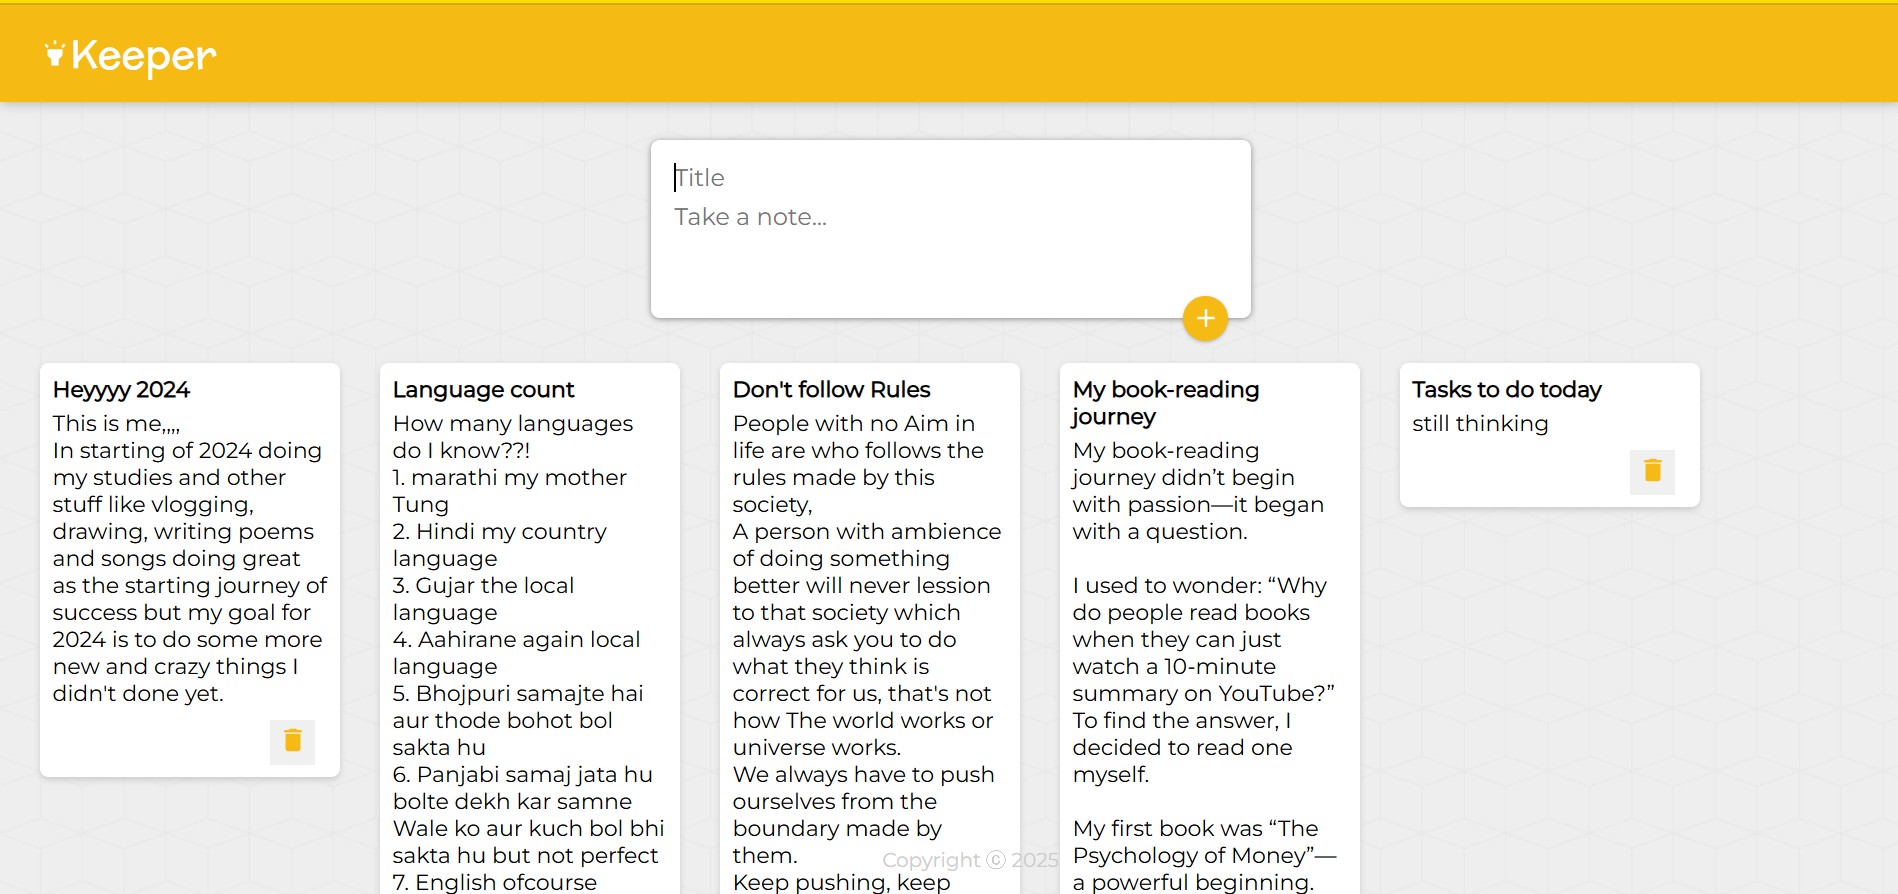 Keeper
Title
Take a note...
Heyyyy 2024
This is me,,,,
In starting of 2024 doing
my studies and other
stuff like vlogging,
drawing, writing poems
and songs doing great
as the starting journey of
success but my goal for
2024 is to do some more
new and crazy things I
didn't done yet.
Language count
How many languages
do I know??!
1. marathi my mother
Tung
2. Hindi my country
language
3. Gujar the local
language
4. Aahirane again local
language
5. Bhojpuri samajte hai
aur thode bohot bol
sakta hu
6. Panjabi samaj jata hu
bolte dekh kar samne
Wale ko aur kuch bol bhi
sakta hu but not perfect
7. English ofcourse
Don't follow Rules
People with no Aim in
life are who follows the
rules made by this
society,
A person with ambience
of doing something
better will never lession
to that society which
always ask you to do
what they think is
correct for us, that's not
how The world works or
universe works.
We always have to push
ourselves from the
boundary made by
them.
Keep pushing, keep
My book-reading
journey
My book-reading
journey didn’t begin
with passion—it began
with a question.
I used to wonder: “Why
do people read books
when they can just
watch a 10-minute
summary on YouTube?”
To find the answer, I
decided to read one
myself.
My first book was “The
Psychology of Money”—
a powerful beginning.
Tasks to do today
still thinking
Copyright ⓒ 2025